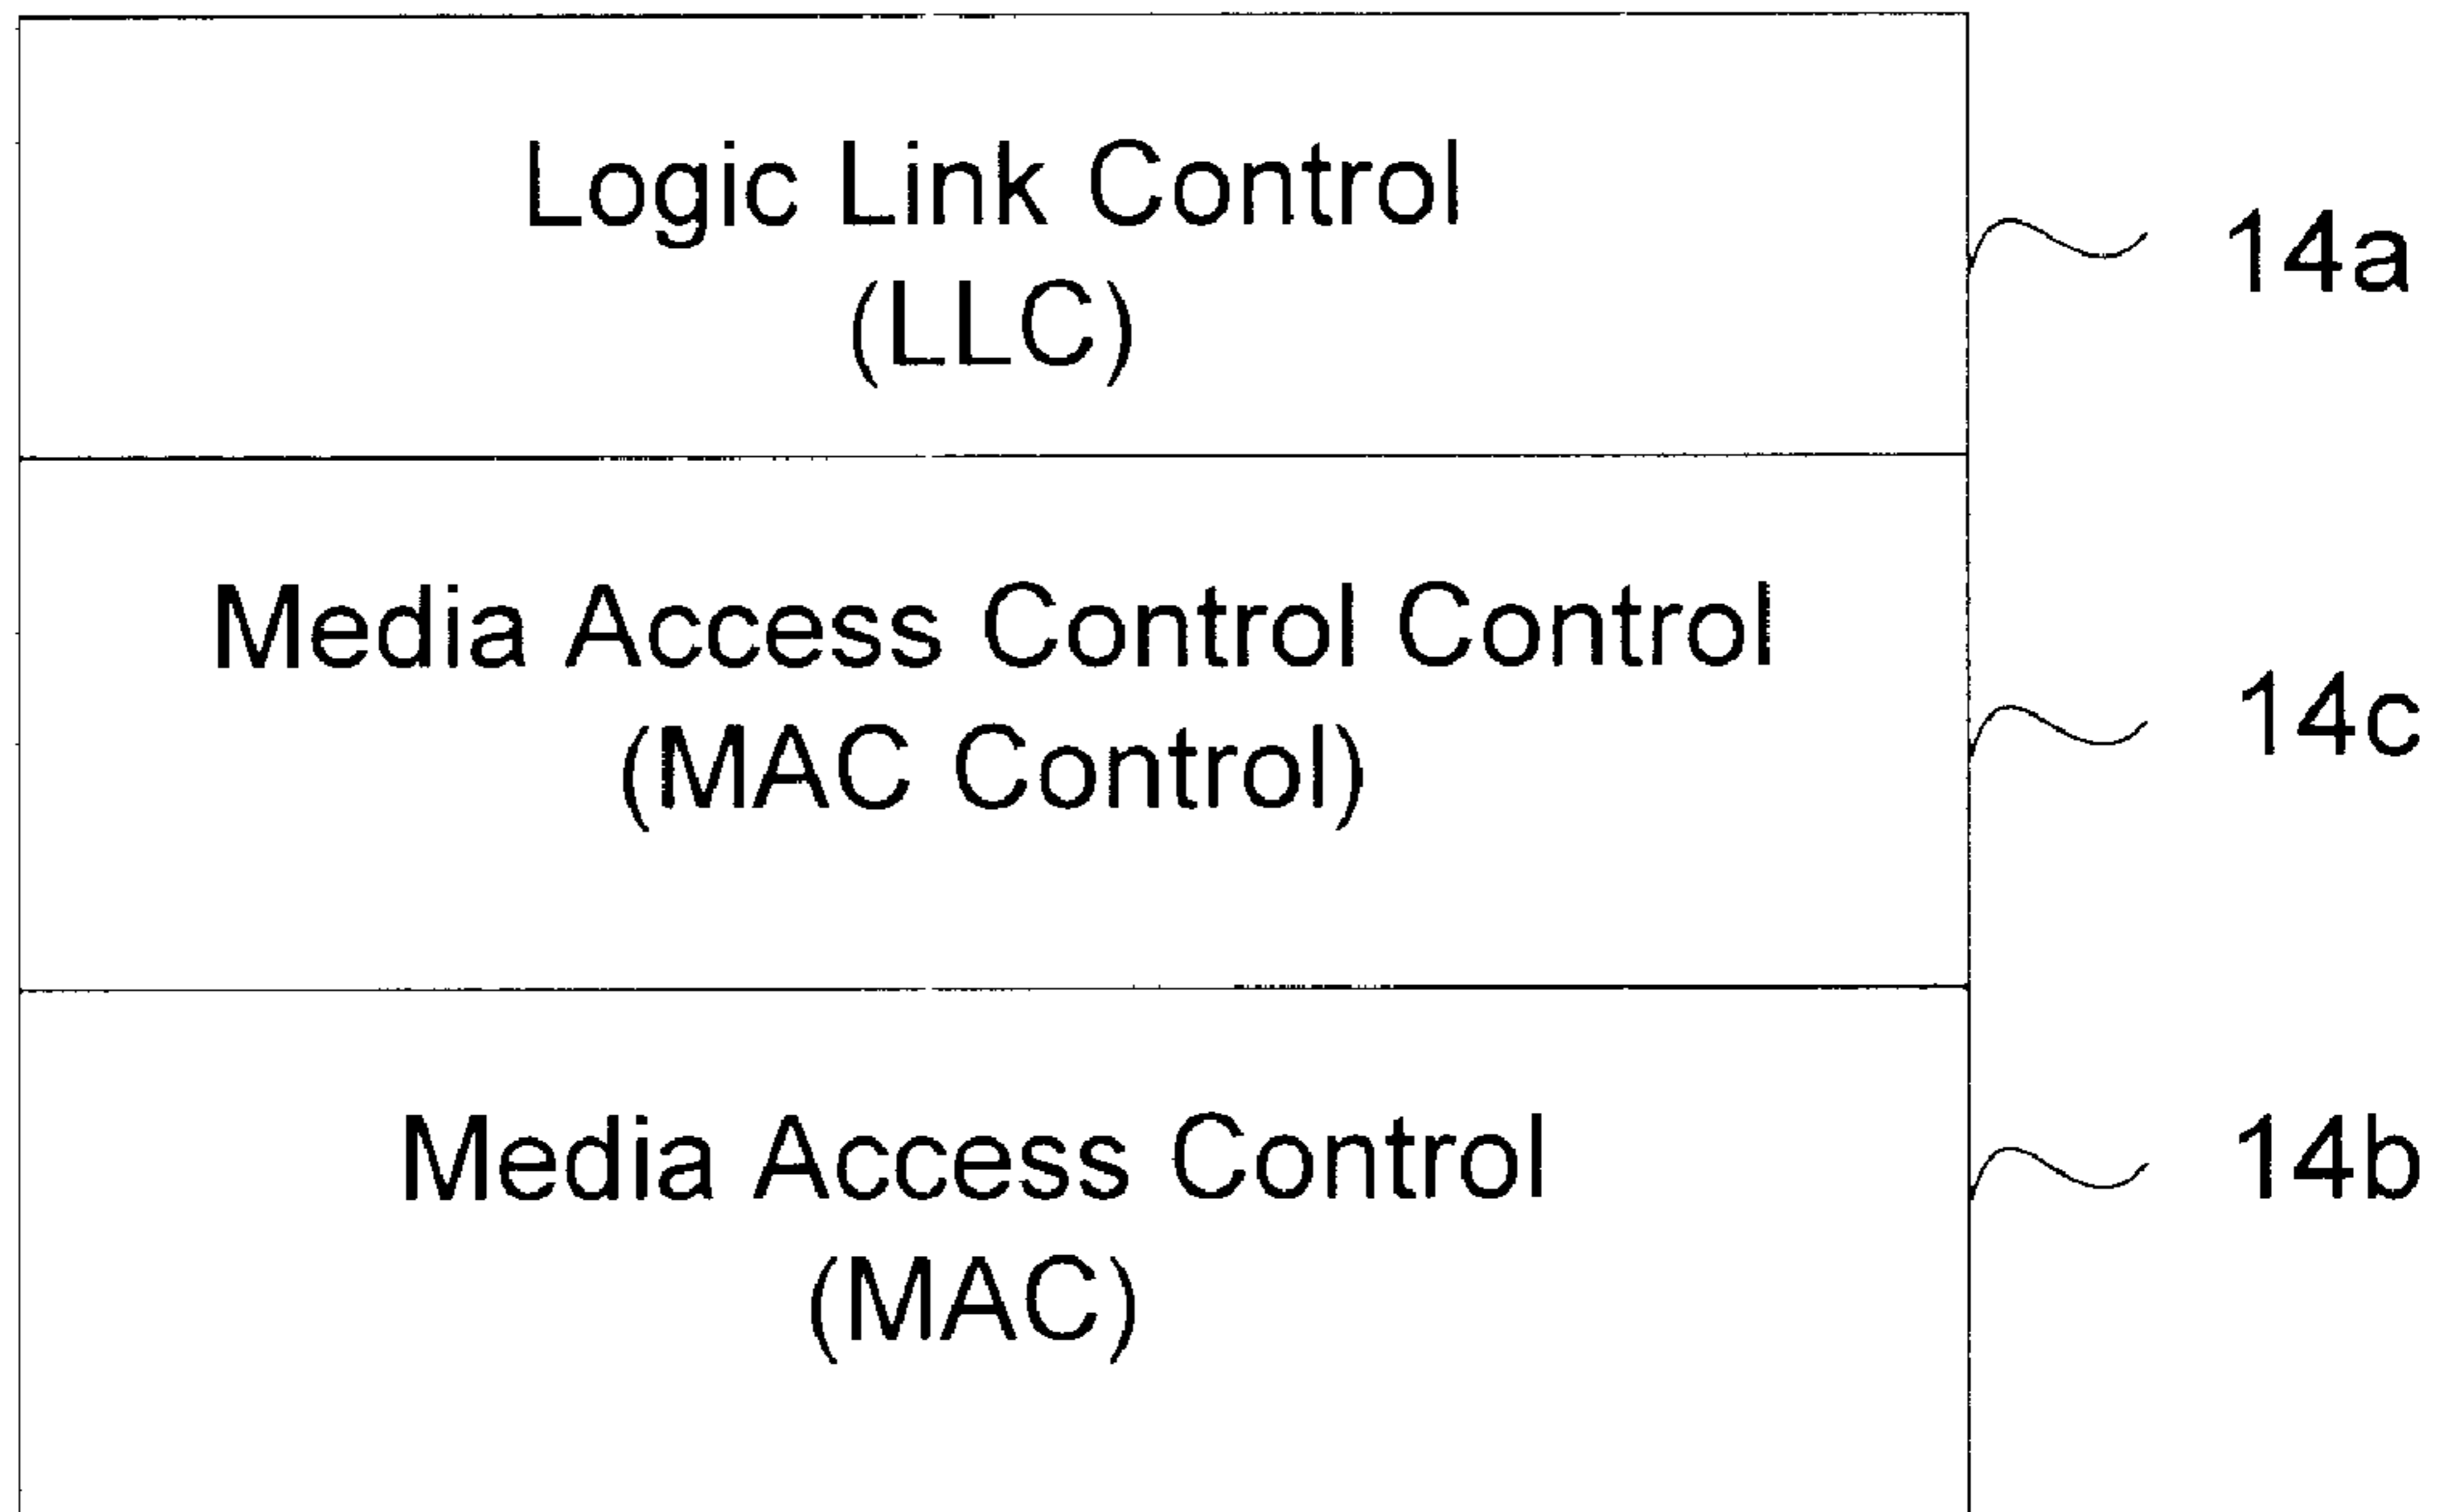 Logic Link Control
(LLC)
14a
Media Access Control Control
(MAC Control)
14c
Media Access Control
(MAC)
14b